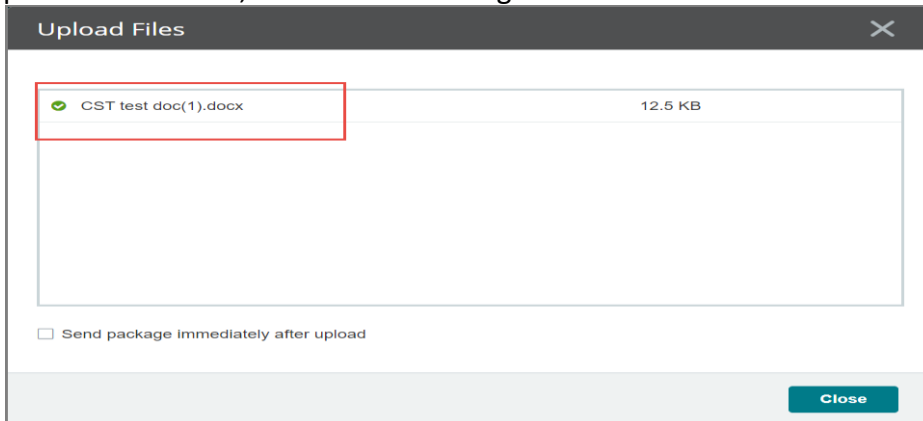 Upload Files
CST test doc(1).docx 12.5 KB
Send package immediately after upload
Close